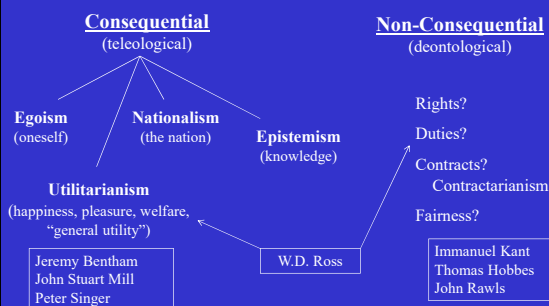 Consequential
(teleological)
Egoism
(oneself)
Nationalism
(the nation)
Epistemism
(knowledge)
Utilitarianism
(happiness, pleasure, welfare,
“general utility”)
Jeremy Bentham
John Stuart Mill
Peter Singer
W.D. Ross
Non-Consequential
(deontological)
Rights?
Duties?
Contracts?
Contractarianism
Fairness?
Immanuel Kant
Thomas Hobbes
John Rawls